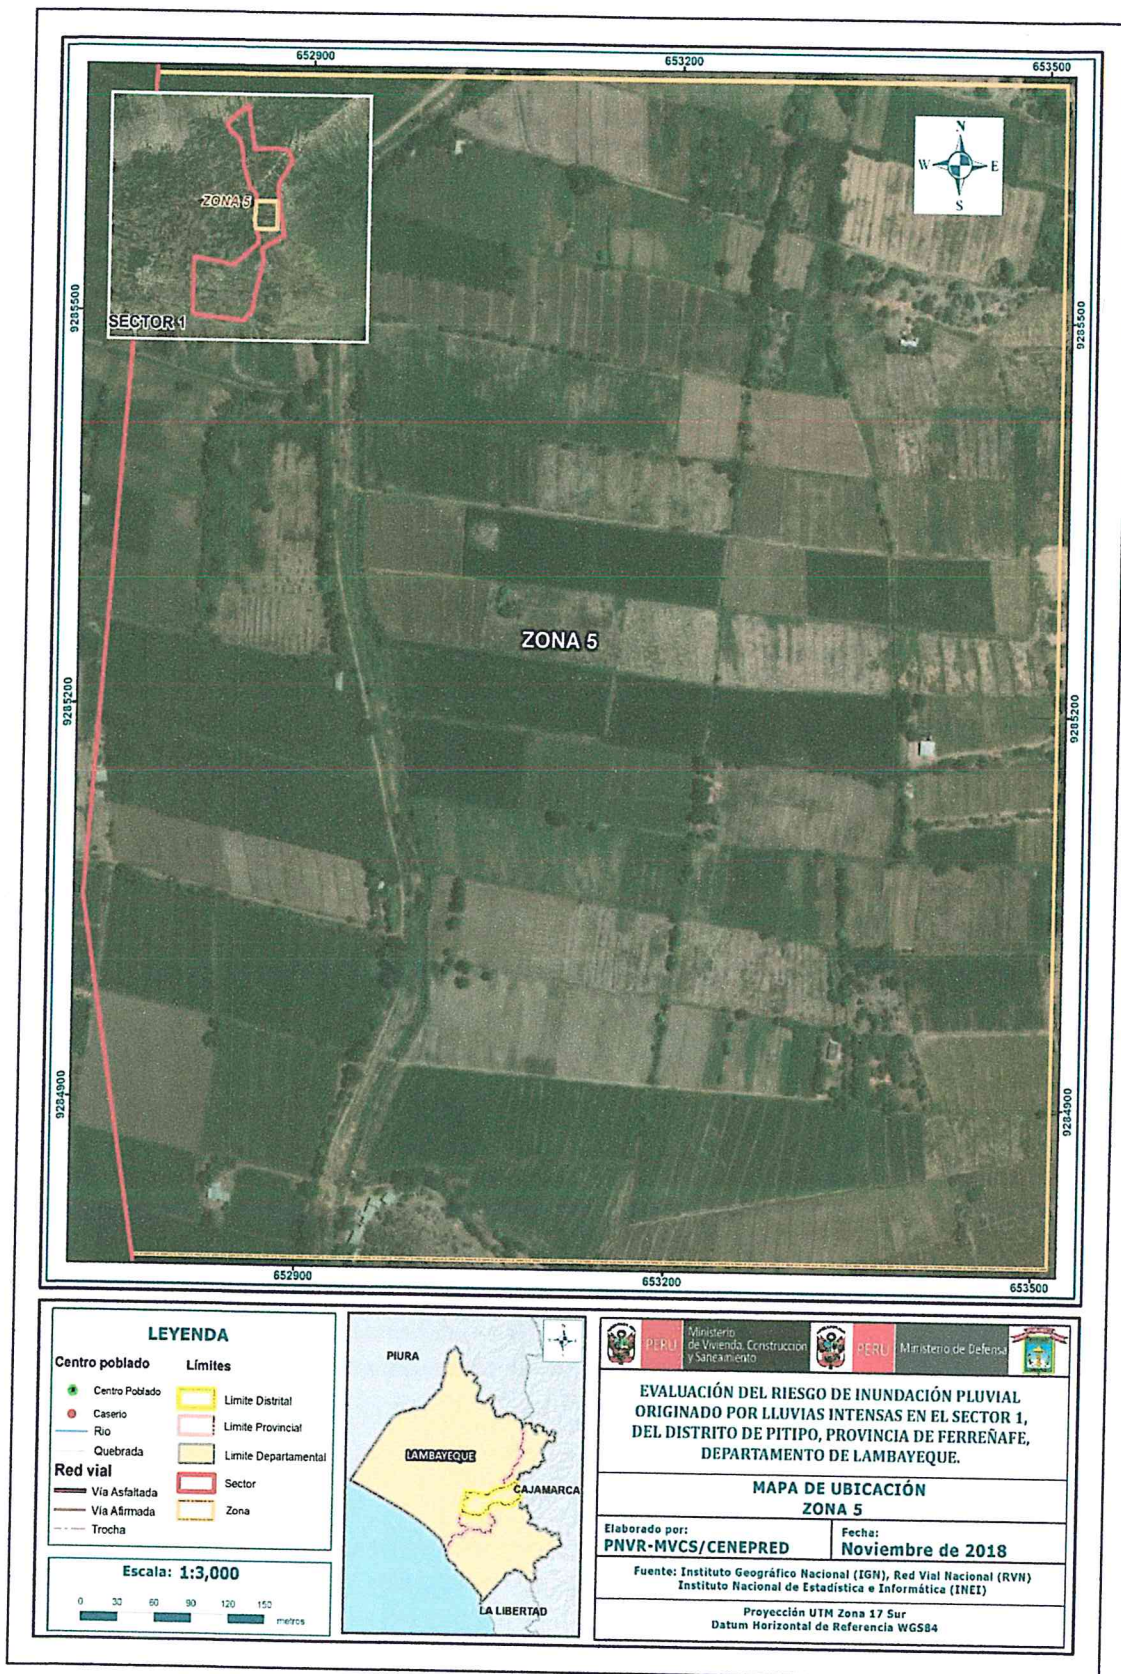 652900
653200
653500
N
W
E
S
ZONA 5
SECTOR 1
9285500
9285500
ZONA 5
9285200
9285200
9284900
9284900
652900
653200
653500
LEYENDA
Centro poblado
Centro Poblado
Caserio
Rio
Quebrada
Red vial
Vía Asfaltada
Vía Afirmada
Trocha
Límites
Limite Distrital
Limite Provincial
Limite Departamental
Sector
Zona
Escala: 1:3,000
0 30 60 90 120 150
metros
PIURA
LAMBAYEQUE
CAJAMARCA
LA LIBERTAD
PERÚ
Ministerio
de Vivienda, Construcción
y Saneamiento
PERÚ
Ministerio de Defensa
EVALUACIÓN DEL RIESGO DE INUNDACIÓN PLUVIAL
ORIGINADO POR LLUVIAS INTENSAS EN EL SECTOR 1,
DEL DISTRITO DE PITIPO, PROVINCIA DE FERREÑAFE,
DEPARTAMENTO DE LAMBAYEQUE.
MAPA DE UBICACIÓN
ZONA 5
Elaborado por:
PNVR-MVCS/CENEPRED
Fecha:
Noviembre de 2018
Fuente: Instituto Geográfico Nacional (IGN), Red Vial Nacional (RVN)
Instituto Nacional de Estadística e Informática (INEI)
Proyección UTM Zona 17 Sur
Datum Horizontal de Referencia WGS84